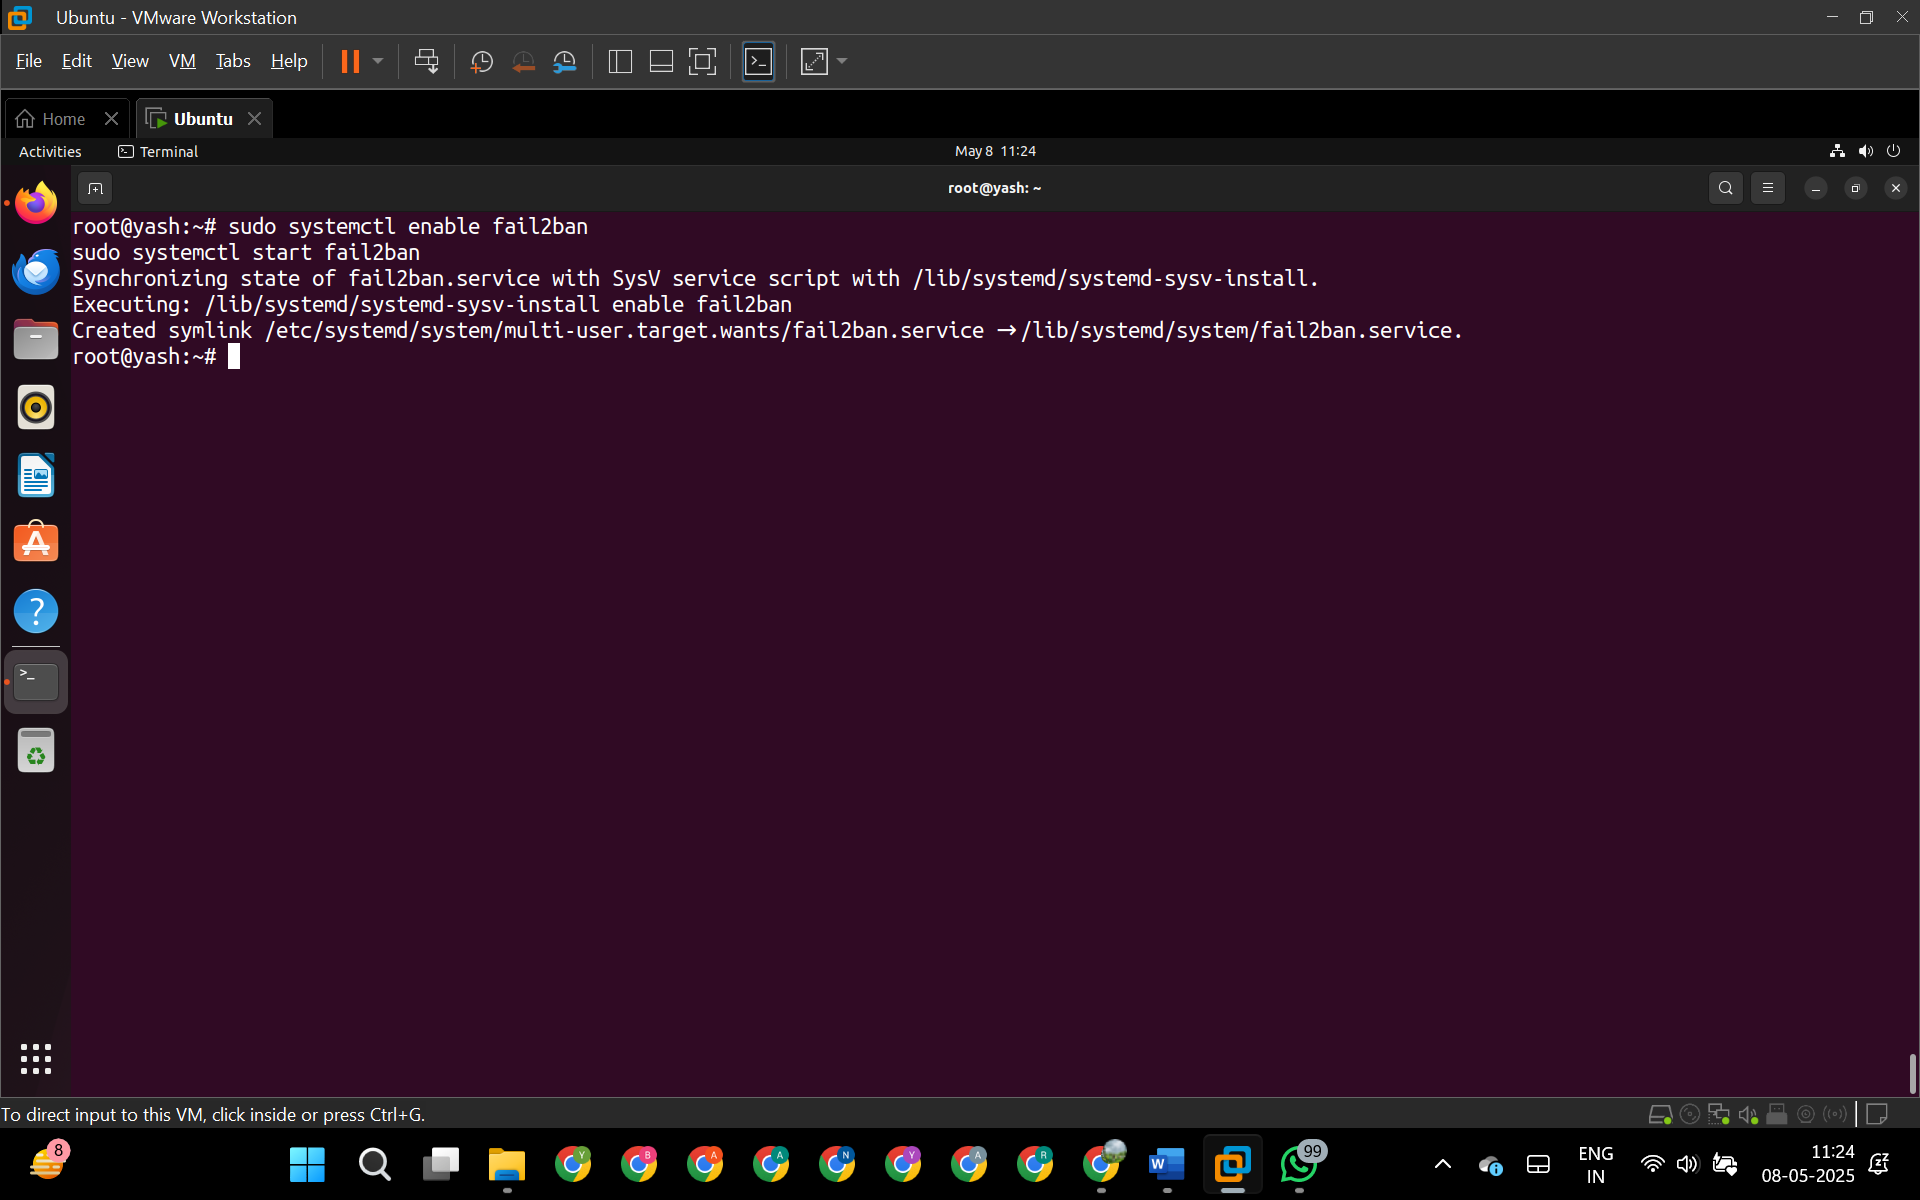 Ubuntu - VMware Workstation
File Edit View VM Tabs Help
Home Ubuntu
Activities Terminal May 8 11:24
root@yash: ~
root@yash:~# sudo systemctl enable fail2ban
sudo systemctl start fail2ban
Synchronizing state of fail2ban.service with SysV service script with /lib/systemd/systemd-sysv-install.
Executing: /lib/systemd/systemd-sysv-install enable fail2ban
Created symlink /etc/systemd/system/multi-user.target.wants/fail2ban.service → /lib/systemd/system/fail2ban.service.
root@yash:~#
To direct input to this VM, click inside or press Ctrl+G.
8
Y B A A N Y A R
W
99
ENG
IN
11:24
08-05-2025